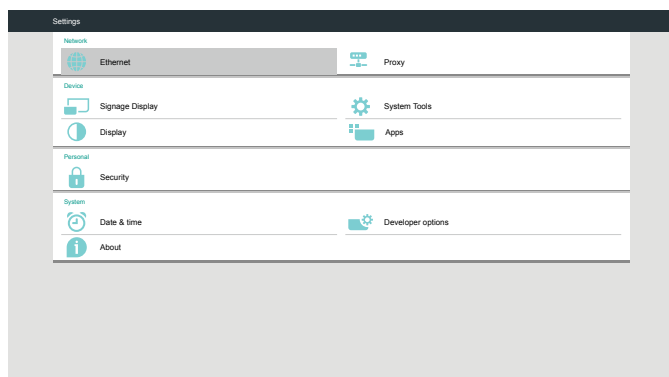 Settings
Network
Ethernet
Proxy
Device
Signage Display
System Tools
Display
Apps
Personal
Security
System
Date & time
Developer options
About